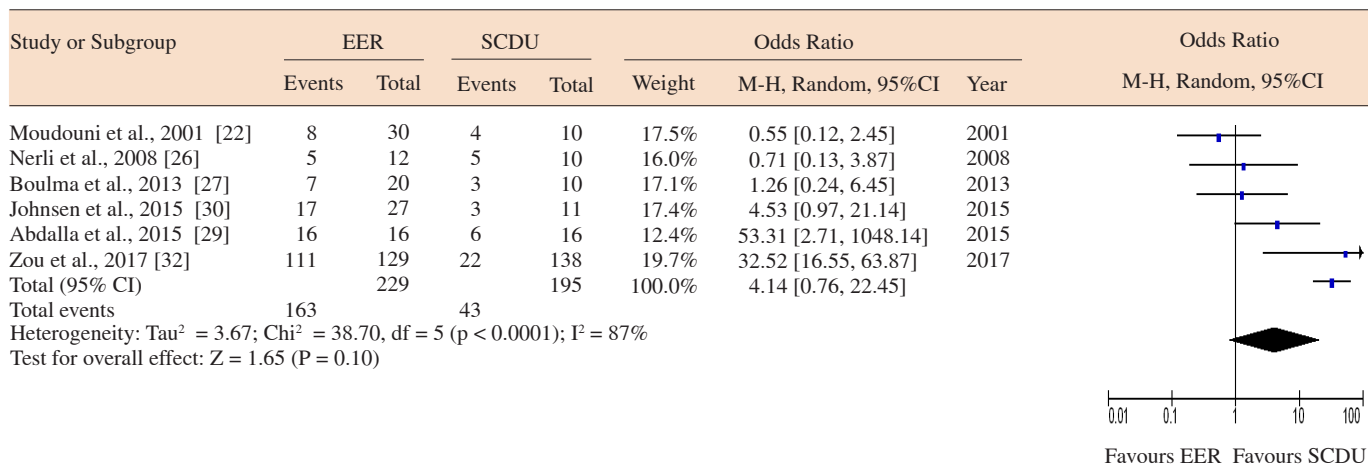 Study or Subgroup EER SCDU Odds Ratio Odds Ratio
Events Total Events Total Weight M-H, Random, 95%CI Year M-H, Random, 95%CI
Moudouni et al., 2001 [22] 8 30 4 10 17.5% 0.55 [0.12, 2.45] 2001
Nerli et al., 2008 [26] 5 12 5 10 16.0% 0.71 [0.13, 3.87] 2008
Boulma et al., 2013 [27] 7 20 3 10 17.1% 1.26 [0.24, 6.45] 2013
Johnsen et al., 2015 [30] 17 27 3 11 17.4% 4.53 [0.97, 21.14] 2015
Abdalla et al., 2015 [29] 16 16 6 16 12.4% 53.31 [2.71, 1048.14] 2015
Zou et al., 2017 [32] 111 129 22 138 19.7% 32.52 [16.55, 63.87] 2017
Total (95% CI) 229 195 100.0% 4.14 [0.76, 22.45]
Total events 163 43
Heterogeneity: Tau² = 3.67; Chi² = 38.70, df = 5 (p < 0.0001); I² = 87%
Test for overall effect: Z = 1.65 (P = 0.10)
0.01 0.1 1 10 100
Favours EER Favours SCDU